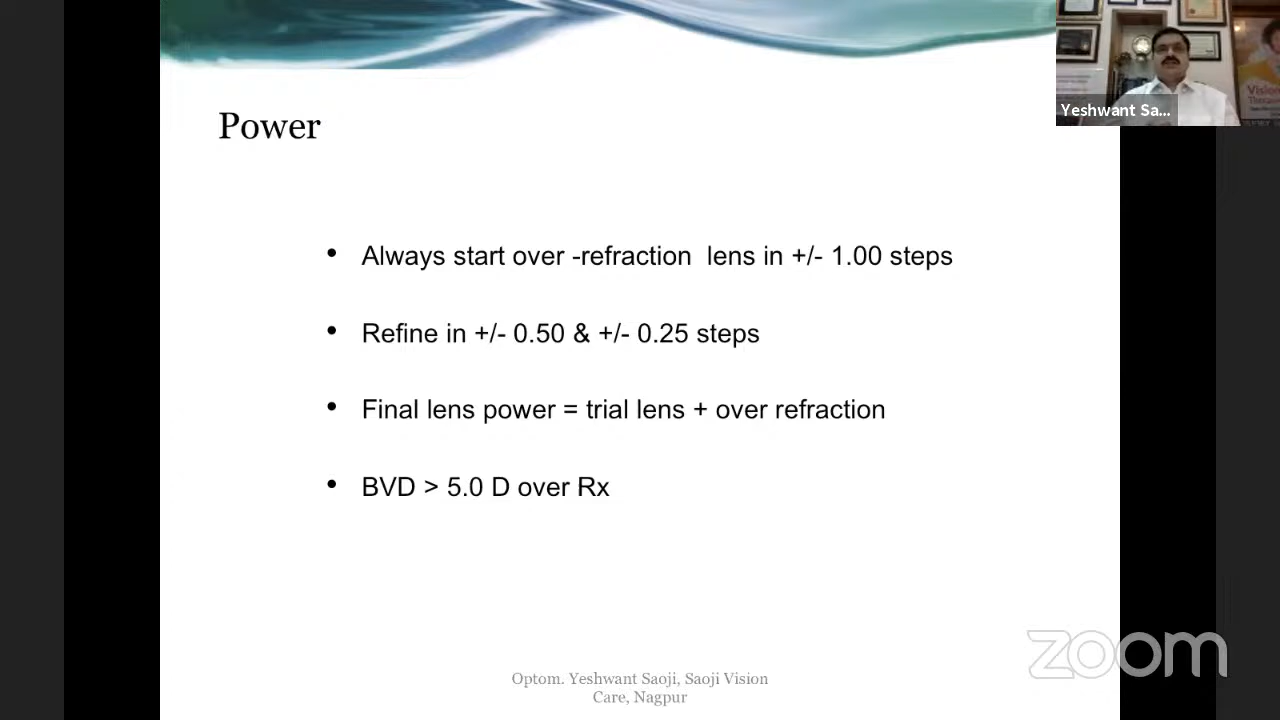 Yeshwant Sa...
Power
• Always start over -refraction lens in +/- 1.00 steps
• Refine in +/- 0.50 & +/- 0.25 steps
• Final lens power = trial lens + over refraction
• BVD > 5.0 D over Rx
zoom
Optom. Yeshwant Saoji, Saoji Vision
Care, Nagpur